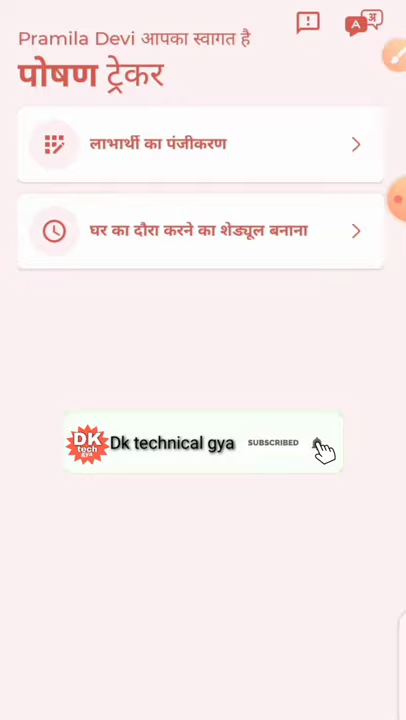 Pramila Devi आपका स्वागत है
पोषण ट्रेकर
लाभार्थी का पंजीकरण
घर का दौरा करने का शेड्यूल बनाना
DK
tech
gya
Dk technical gya
SUBSCRIBED
A
अ